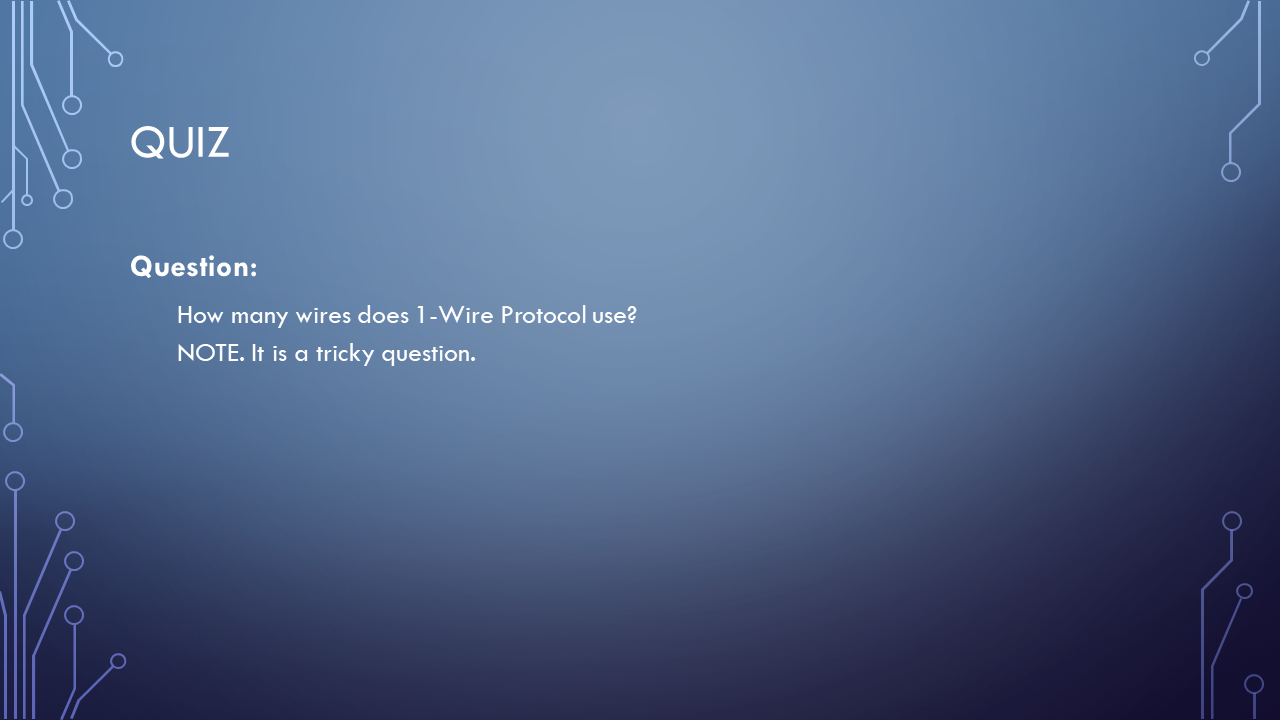 QUIZ
Question:
How many wires does 1-Wire Protocol use?
NOTE. It is a tricky question.